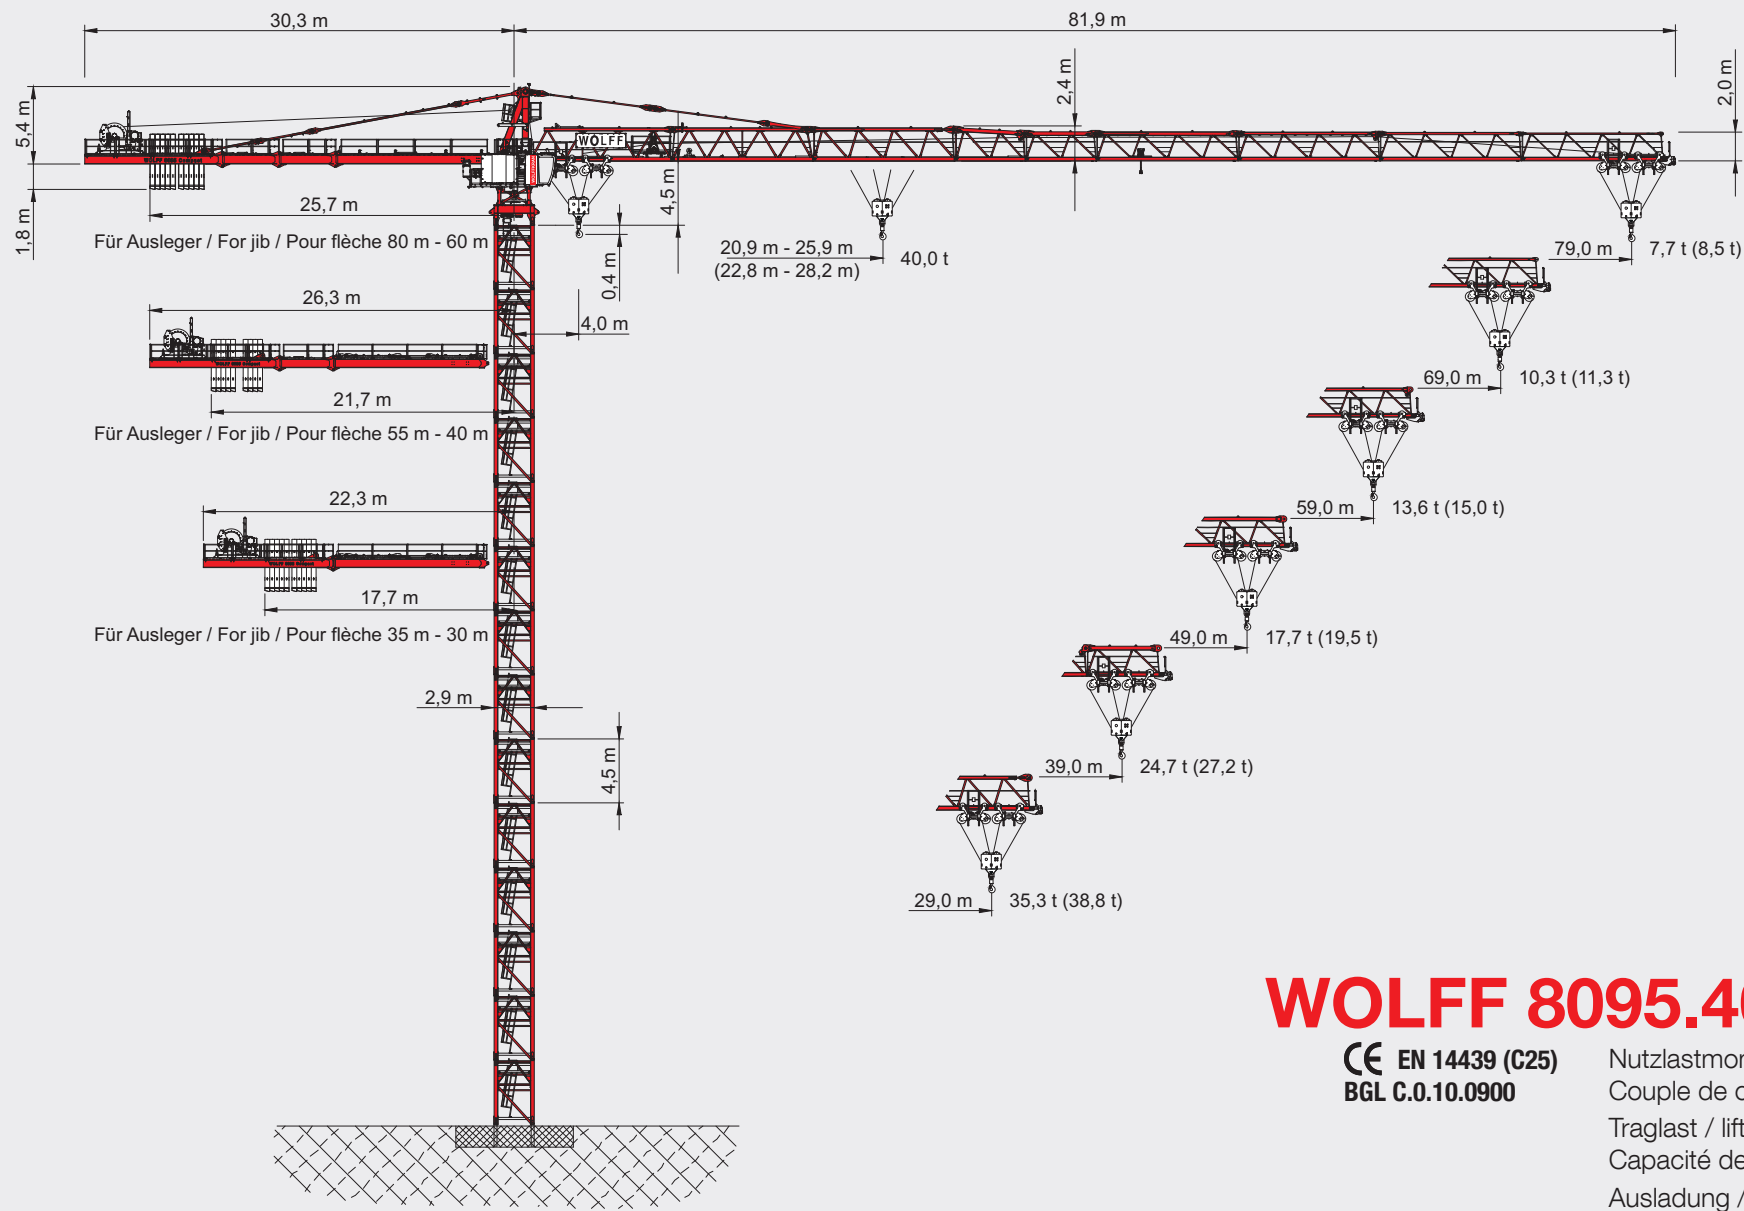 30,3 m
81,9 m
5,4 m
1,8 m
2,4 m
2,0 m
WOLFF
4,5 m
25,7 m
Für Ausleger / For jib / Pour flèche 80 m - 60 m
0,4 m
4,0 m
20,9 m - 25,9 m
(22,8 m - 28,2 m)
40,0 t
79,0 m
7,7 t (8,5 t)
26,3 m
21,7 m
Für Ausleger / For jib / Pour flèche 55 m - 40 m
69,0 m
10,3 t (11,3 t)
22,3 m
17,7 m
Für Ausleger / For jib / Pour flèche 35 m - 30 m
59,0 m
13,6 t (15,0 t)
49,0 m
17,7 t (19,5 t)
2,9 m
4,5 m
39,0 m
24,7 t (27,2 t)
29,0 m
35,3 t (38,8 t)
WOLFF 8095.40
CE EN 14439 (C25)
BGL C.0.10.0900
Nutzlastmo
Couple de
Traglast / lift
Capacité de
Ausladung /